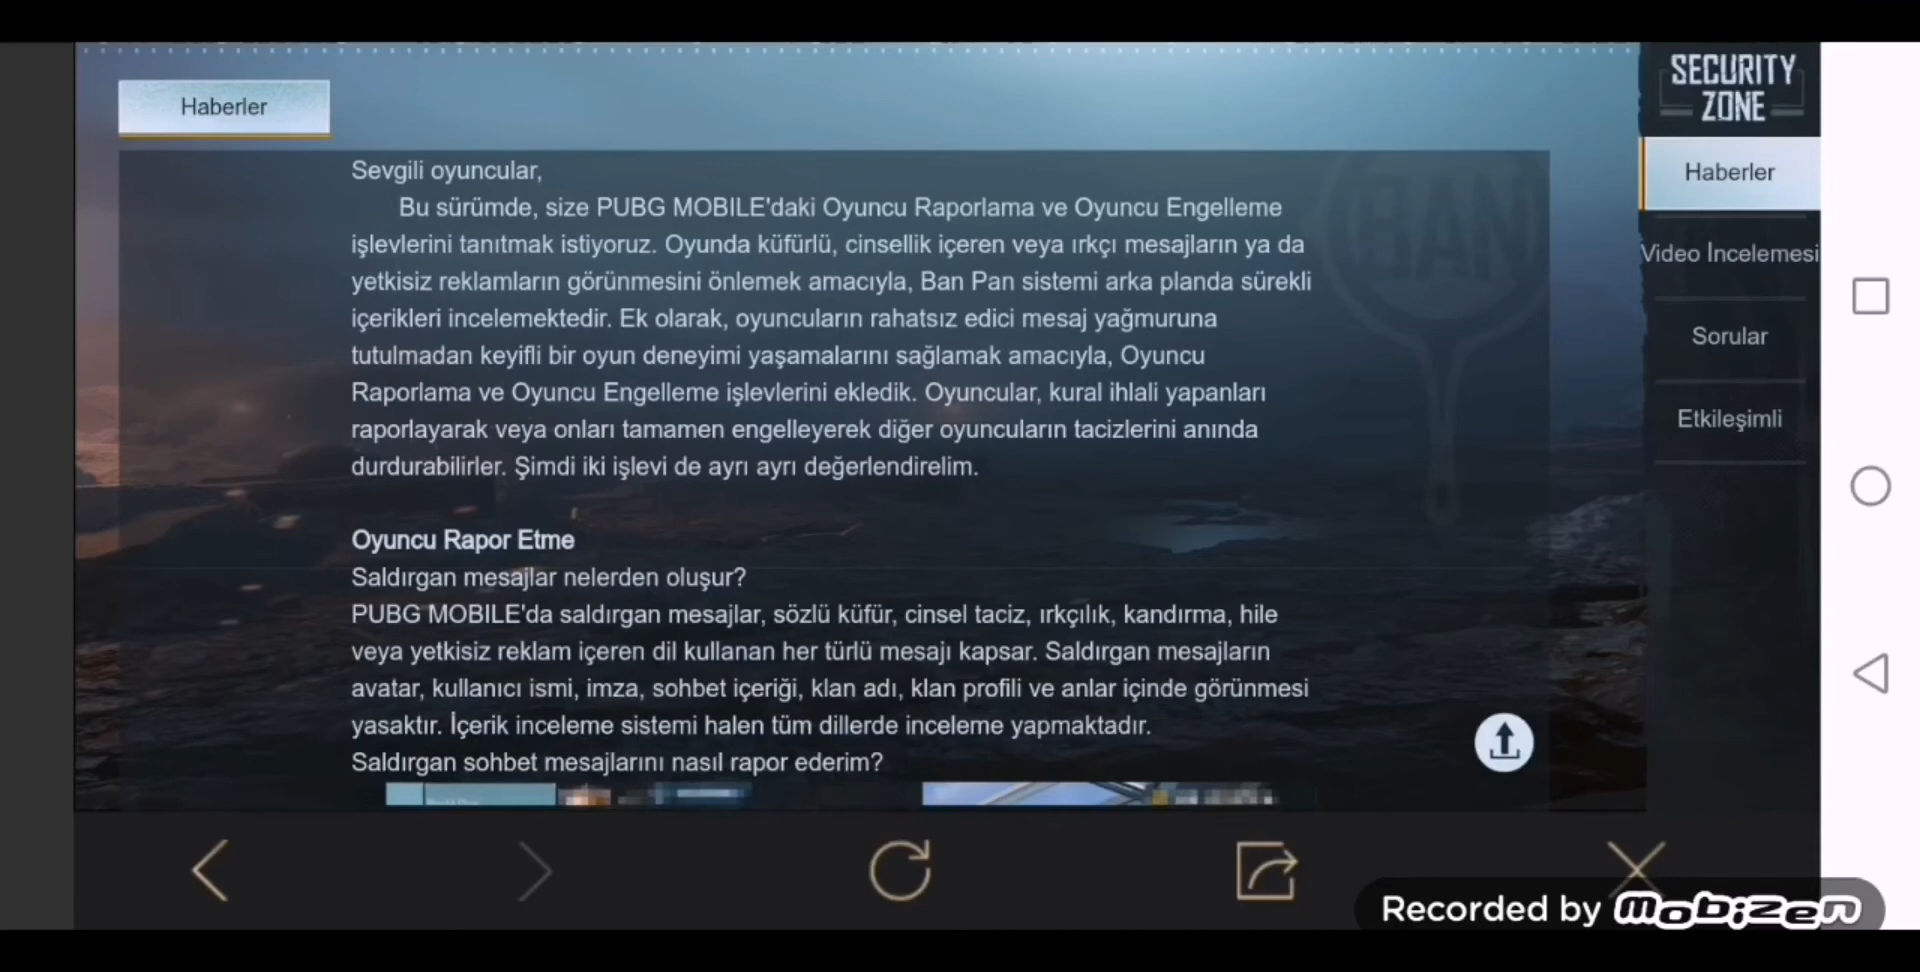 SECURITY
ZONE
Haberler
Haberler
Video İncelemesi
Sorular
Etkileşimli
Sevgili oyuncular,
Bu sürümde, size PUBG MOBILE'daki Oyuncu Raporlama ve Oyuncu Engelleme
işlevlerini tanıtmak istiyoruz. Oyunda küfürlü, cinsellik içeren veya ırkçı mesajların ya da
yetkisiz reklamların görünmesini önlemek amacıyla, Ban Pan sistemi arka planda sürekli
içerikleri incelemektedir. Ek olarak, oyuncuların rahatsız edici mesaj yağmuruna
tutulmadan keyifli bir oyun deneyimi yaşamalarını sağlamak amacıyla, Oyuncu
Raporlama ve Oyuncu Engelleme işlevlerini ekledik. Oyuncular, kural ihlali yapanları
raporlayarak veya onları tamamen engelleyerek diğer oyuncuların tacizlerini anında
durdurabilirler. Şimdi iki işlevi de ayrı ayrı değerlendirelim.
Oyuncu Rapor Etme
Saldırgan mesajlar nelerden oluşur?
PUBG MOBILE'da saldırgan mesajlar, sözlü küfür, cinsel taciz, ırkçılık, kandırma, hile
veya yetkisiz reklam içeren dil kullanan her türlü mesajı kapsar. Saldırgan mesajların
avatar, kullanıcı ismi, imza, sohbet içeriği, klan adı, klan profili ve anlar içinde görünmesi
yasaktır. İçerik inceleme sistemi halen tüm dillerde inceleme yapmaktadır.
Saldırgan sohbet mesajlarını nasıl rapor ederim?
BAN
Recorded by Mobizen